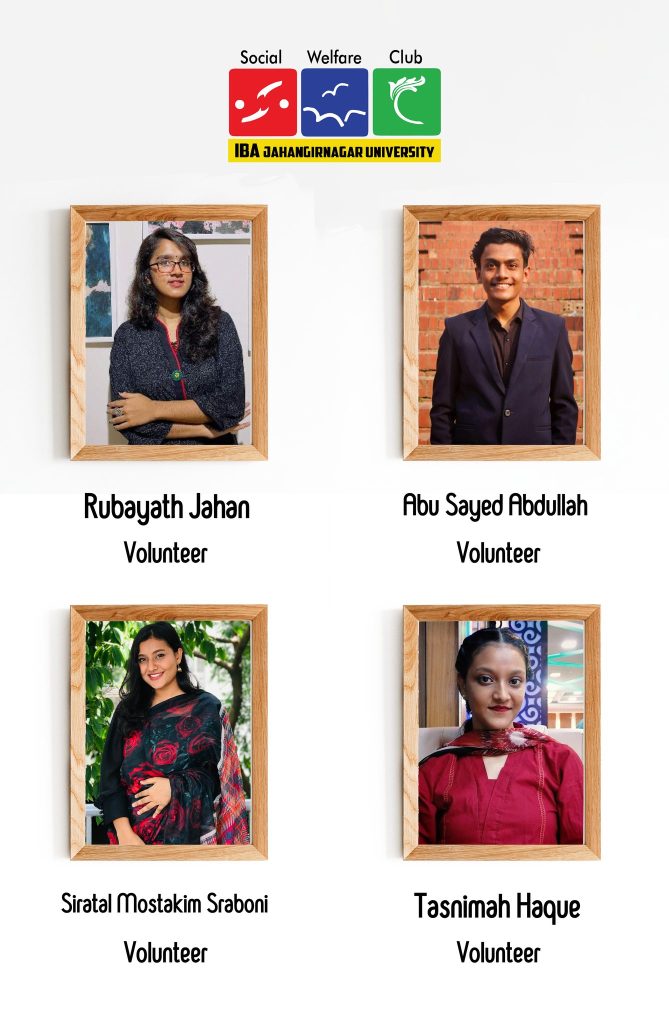 Social Welfare Club
IBA JAHANGIRNAGAR UNIVERSITY
Rubayath Jahan
Volunteer
Abu Sayed Abdullah
Volunteer
Siratal Mostakim Sraboni
Volunteer
Tasnimah Haque
Volunteer